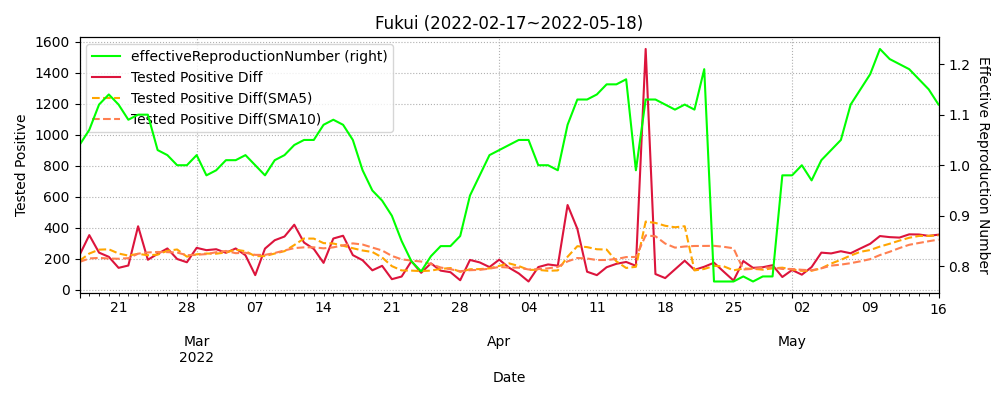 Fukui (2022-02-17~2022-05-18)
effectiveReproductionNumber (right)
Tested Positive Diff
Tested Positive Diff(SMA5)
Tested Positive Diff(SMA10)
Tested Positive
1600
1400
1200
1000
800
600
400
200
0
1.2
1.1
1.0
0.9
0.8
Effective Reproduction Number
21 28 07 14 21 28 04 11 18 25 02 09 16
Mar Apr May
2022
Date